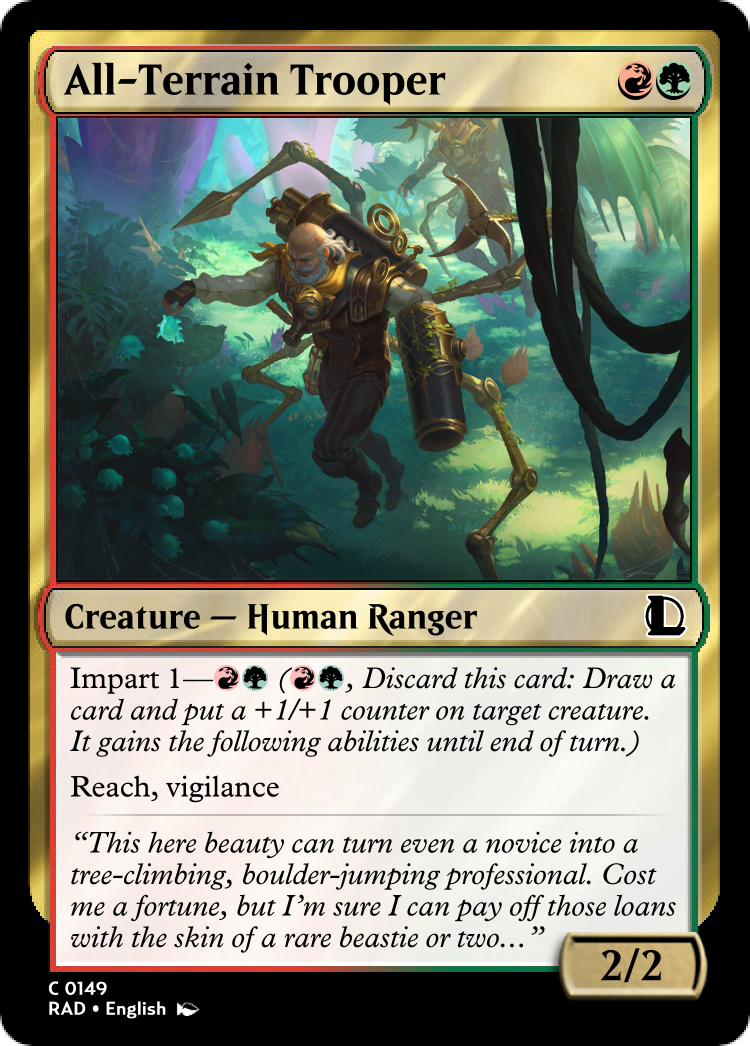 All-Terrain Trooper
Creature — Human Ranger
Impart 1— (, Discard this card: Draw a
card and put a +1/+1 counter on target creature.
It gains the following abilities until end of turn.)
Reach, vigilance
“This here beauty can turn even a novice into a
tree-climbing, boulder-jumping professional. Cost
me a fortune, but I’m sure I can pay off those loans
with the skin of a rare beastie or two…”
2/2
C 0149
RAD • English